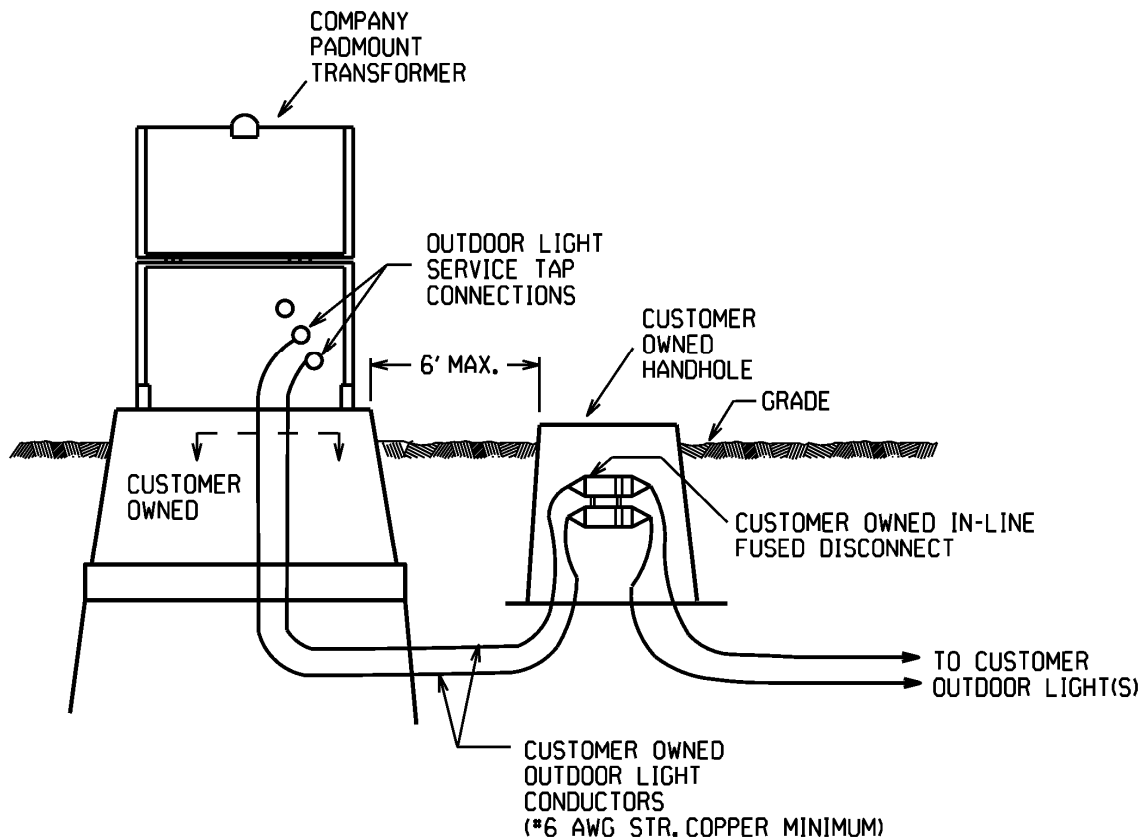 COMPANY
PADMOUNT
TRANSFORMER
OUTDOOR LIGHT
SERVICE TAP
CONNECTIONS
CUSTOMER
OWNED
HANDHOLE
6' MAX.
GRADE
CUSTOMER
OWNED
CUSTOMER OWNED IN-LINE
FUSED DISCONNECT
TO CUSTOMER
OUTDOOR LIGHT(S)
CUSTOMER OWNED
OUTDOOR LIGHT
CONDUCTORS
(#6 AWG STR. COPPER MINIMUM)